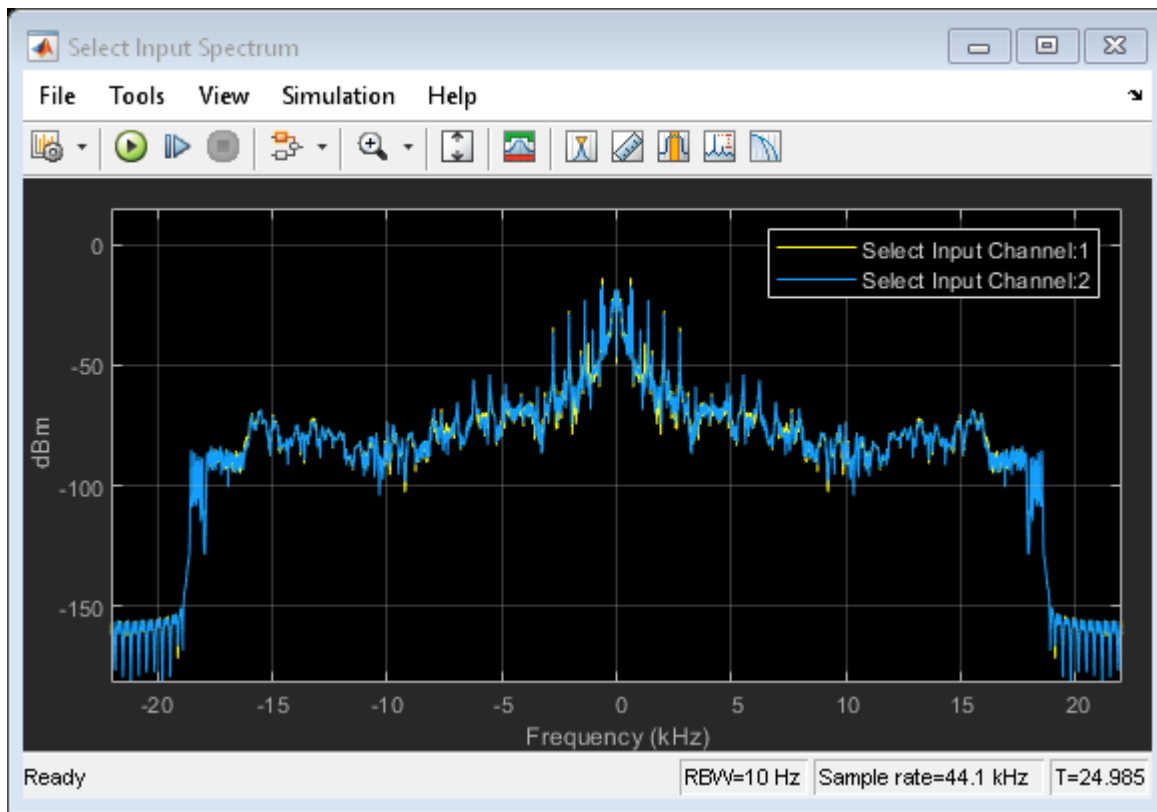 Select Input Spectrum
File Tools View Simulation Help
0
-50
-100
-150
dBm
Select Input Channel:1
Select Input Channel:2
-20 -15 -10 -5 0 5 10 15 20
Frequency (kHz)
Ready RBW=10 Hz Sample rate=44.1 kHz T=24.985